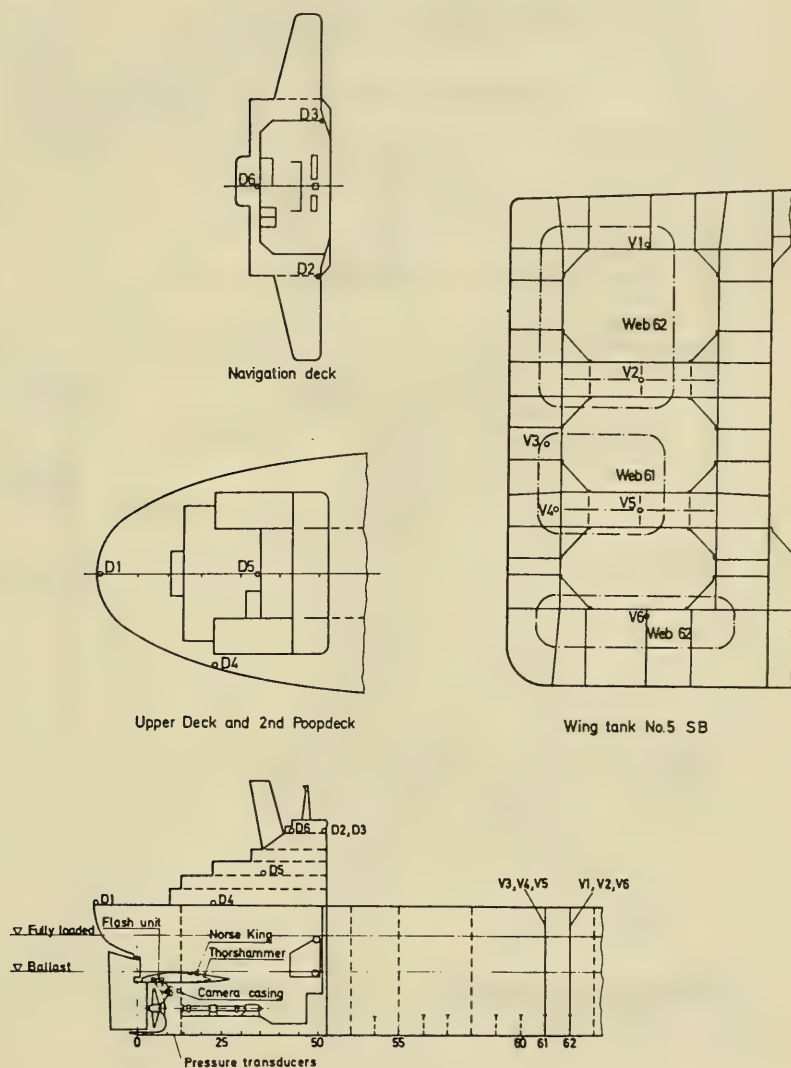 D3
D6
D2
Navigation deck
V1
Web 62
V2
V3
Web 61
V4
V5
V6
Web 62
Wing tank No.5 SB
D1
D5
D4
Upper Deck and 2nd Poopdeck
D6
D2, D3
D5
D1
D4
V3, V4, V5
V1, V2, V6
Flash unit
Fully loaded
Norse King
Thorshammer
Ballast
Camera casing
0
25
50
55
60
61
62
Pressure transducers